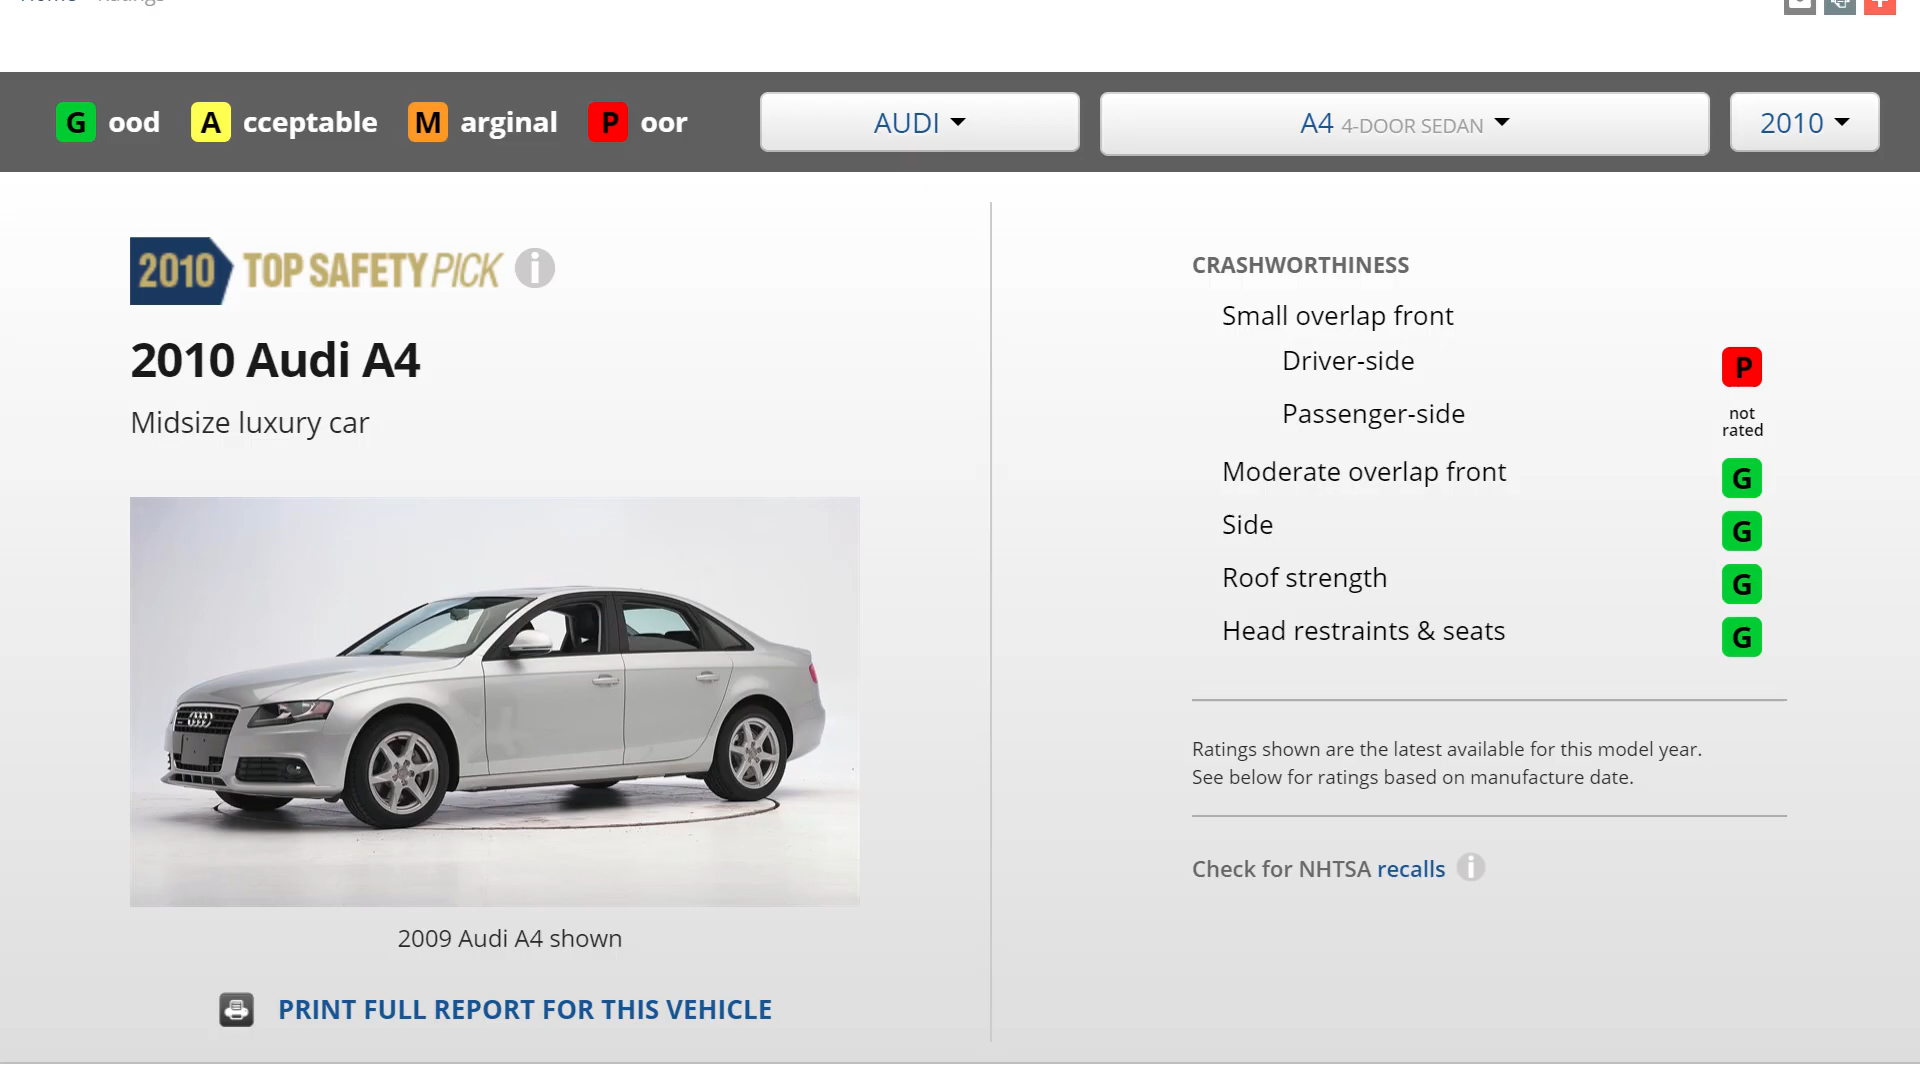 Home Ratings
G ood A cceptable M arginal P oor AUDI A4 4-DOOR SEDAN 2010
2010 TOP SAFETY PICK i
2010 Audi A4
Midsize luxury car
2009 Audi A4 shown
PRINT FULL REPORT FOR THIS VEHICLE
CRASHWORTHINESS
Small overlap front
Driver-side P
Passenger-side not
rated
Moderate overlap front G
Side G
Roof strength G
Head restraints & seats G
Ratings shown are the latest available for this model year.
See below for ratings based on manufacture date.
Check for NHTSA recalls i